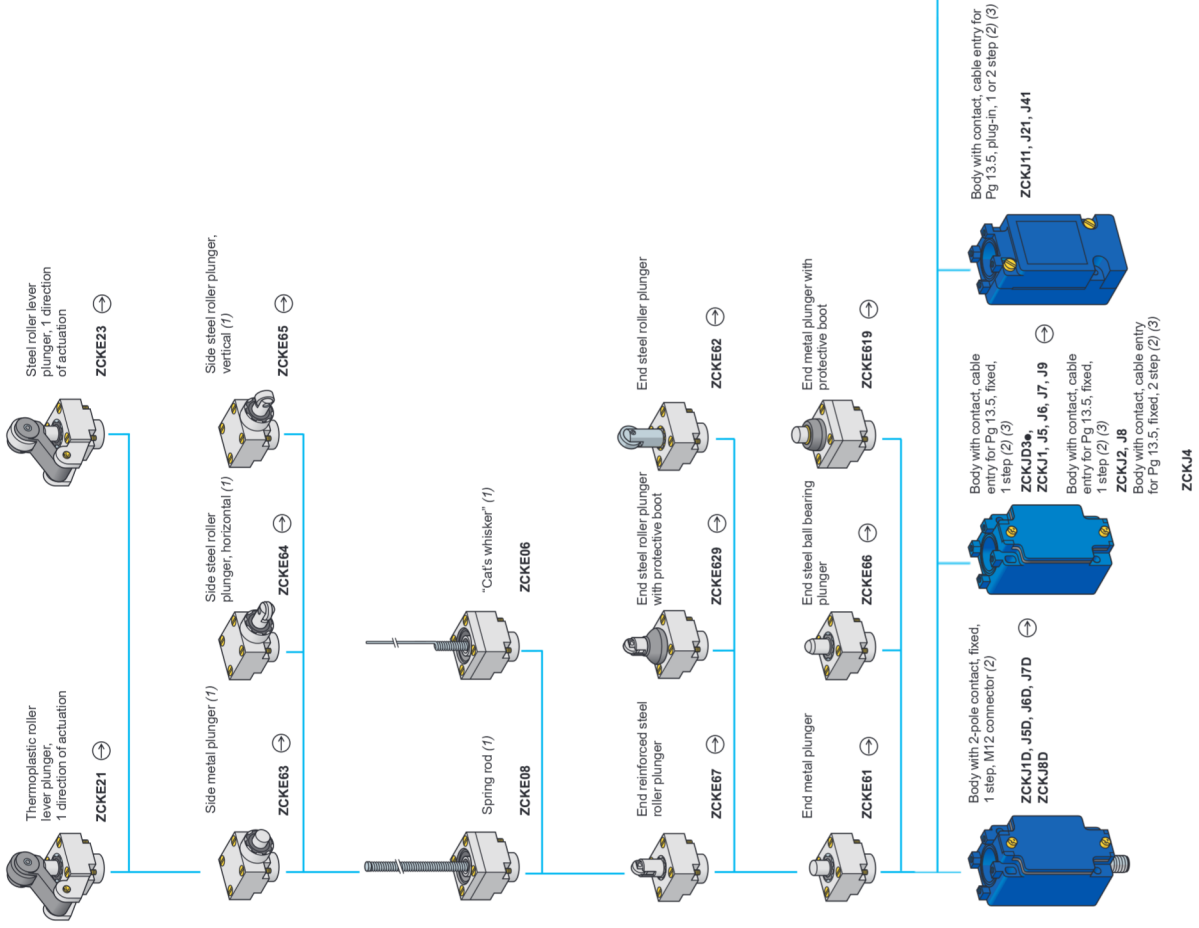 Thermoplastic roller
lever plunger,
1 direction of actuation
ZCKE21
Steel roller lever
plunger, 1 direction
of actuation
ZCKE23
Side metal plunger (1)
ZCKE63
Side steel roller
plunger, horizontal (1)
ZCKE64
Side steel roller plunger,
vertical (1)
ZCKE65
Spring rod (1)
ZCKE08
“Cat’s whisker” (1)
ZCKE06
End reinforced steel
roller plunger
ZCKE67
End steel roller plunger
with protective boot
ZCKE629
End steel roller plunger
ZCKE62
End metal plunger
ZCKE61
End steel ball bearing
plunger
ZCKE66
End metal plunger with
protective boot
ZCKE619
Body with 2-pole contact, fixed,
1 step, M12 connector (2)
ZCKJ1D, J5D, J6D, J7D
ZCKJ8D
Body with contact, cable
entry for Pg 13.5, fixed,
1 step (2) (3)
ZCKJD3●,
ZCKJ1, J5, J6, J7, J9
Body with contact, cable
entry for Pg 13.5, fixed,
1 step (2) (3)
ZCKJ2, J8
Body with contact, cable entry
for Pg 13.5, fixed, 2 step (2) (3)
ZCKJ4
Body with contact, cable entry for
Pg 13.5, plug-in, 1 or 2 step (2) (3)
ZCKJ11, J21, J41